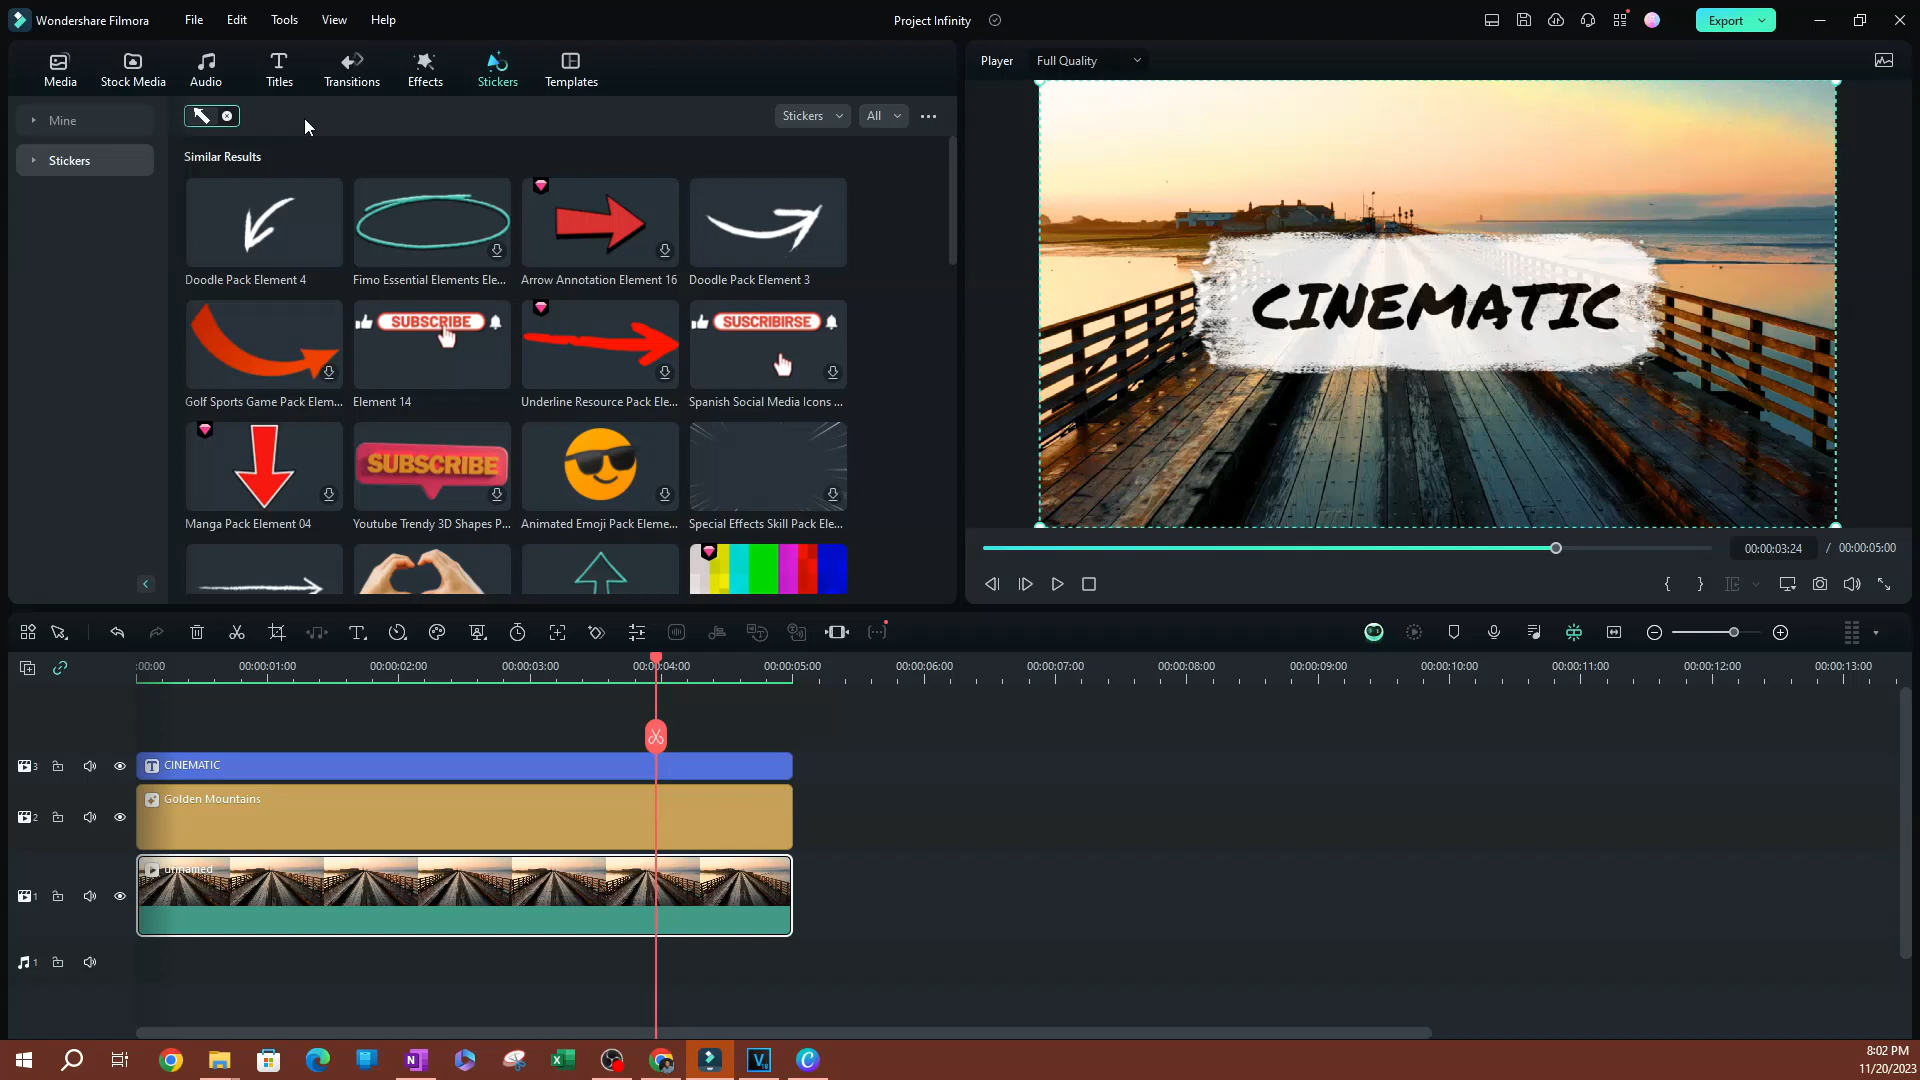 Wondershare Filmora
File
Edit
Tools
View
Help
Project Infinity
Export
Media
Stock Media
Audio
Titles
Transitions
Effects
Stickers
Templates
Player
Full Quality
Mine
Stickers
Stickers
All
Similar Results
Doodle Pack Element 4
Fimo Essential Elements Ele...
Arrow Annotation Element 16
Doodle Pack Element 3
SUBSCRIBE
SUSCRIBIRSE
Golf Sports Game Pack Elem...
Element 14
Underline Resource Pack Ele...
Spanish Social Media Icons ...
SUBSCRIBE
Manga Pack Element 04
Youtube Trendy 3D Shapes P...
Animated Emoji Pack Eleme...
Special Effects Skill Pack Ele...
CINEMATIC
00:00:03:24 / 00:00:05:00
:00:00
00:00:01:00
00:00:02:00
00:00:03:00
00:00:04:00
00:00:05:00
00:00:06:00
00:00:07:00
00:00:08:00
00:00:09:00
00:00:10:00
00:00:11:00
00:00:12:00
00:00:13:00
3
CINEMATIC
2
Golden Mountains
1
unnamed
1
8:02 PM
11/20/2023